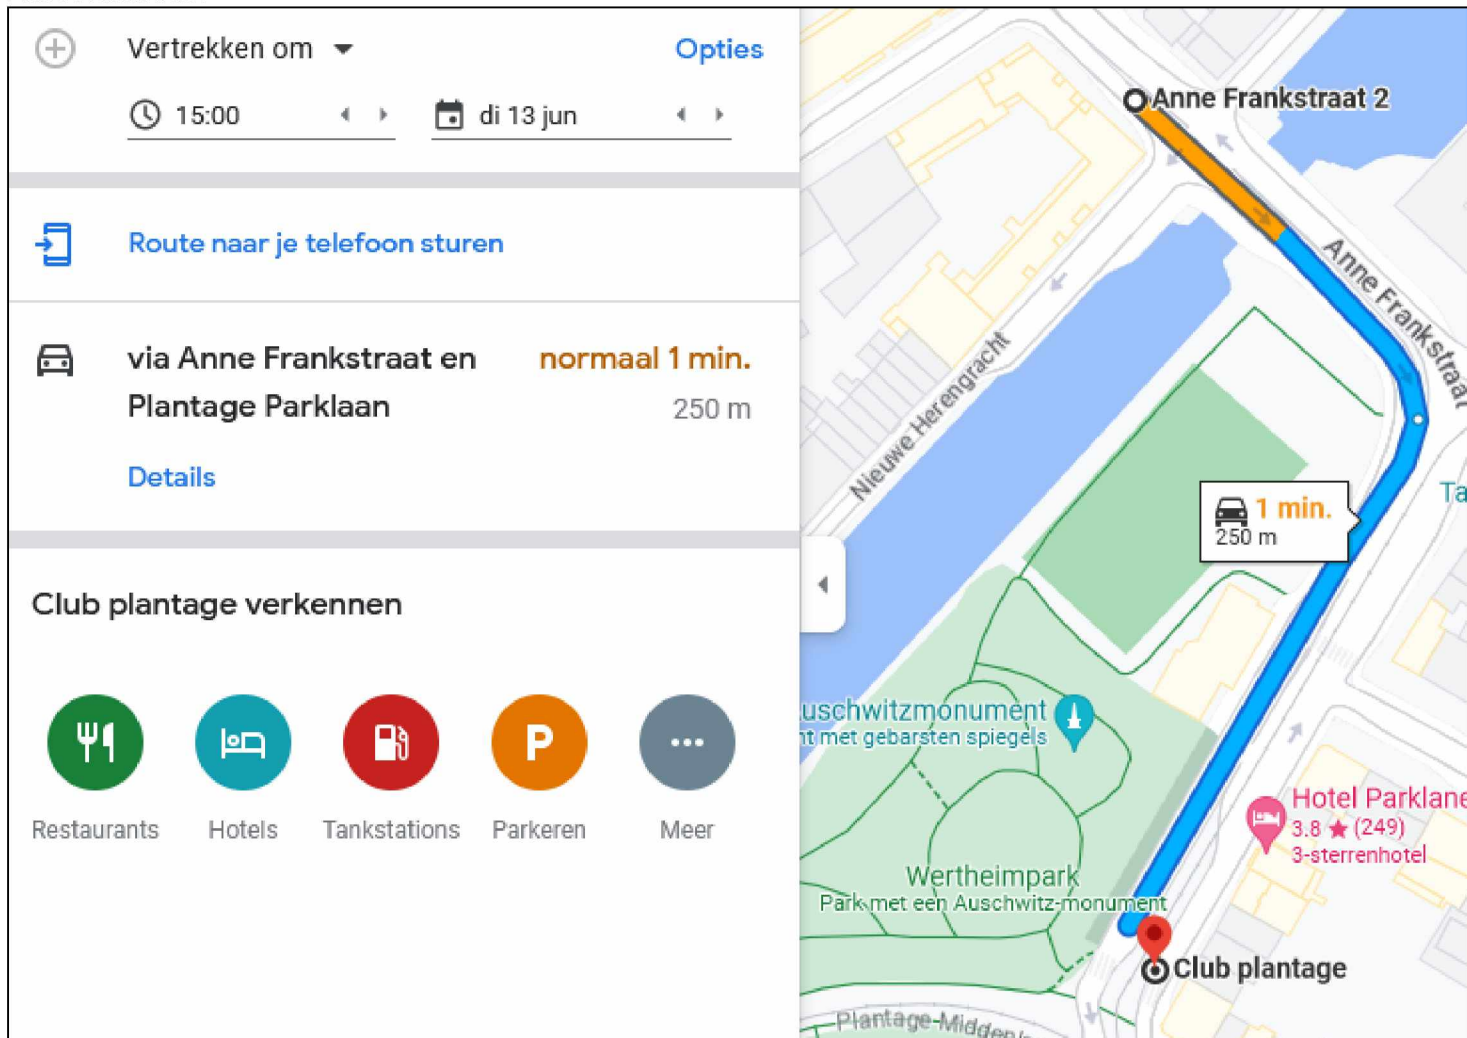 Vertrekken om
Opties
15:00
di 13 jun
Route naar je telefoon sturen
via Anne Frankstraat en
Plantage Parklaan
normaal 1 min.
250 m
Details
Club plantage verkennen
Restaurants
Hotels
Tankstations
P
Parkeren
Meer
Anne Frankstraat 2
Anne Frankstraat
Nieuwe Herengracht
Ta
1 min.
250 m
uschwitzmonument
nt met gebarsten spiegels
Hotel Parklane
3.8 ★ (249)
3-sterrenhotel
Wertheimpark
Park met een Auschwitz-monument
Club plantage
Plantage Midden